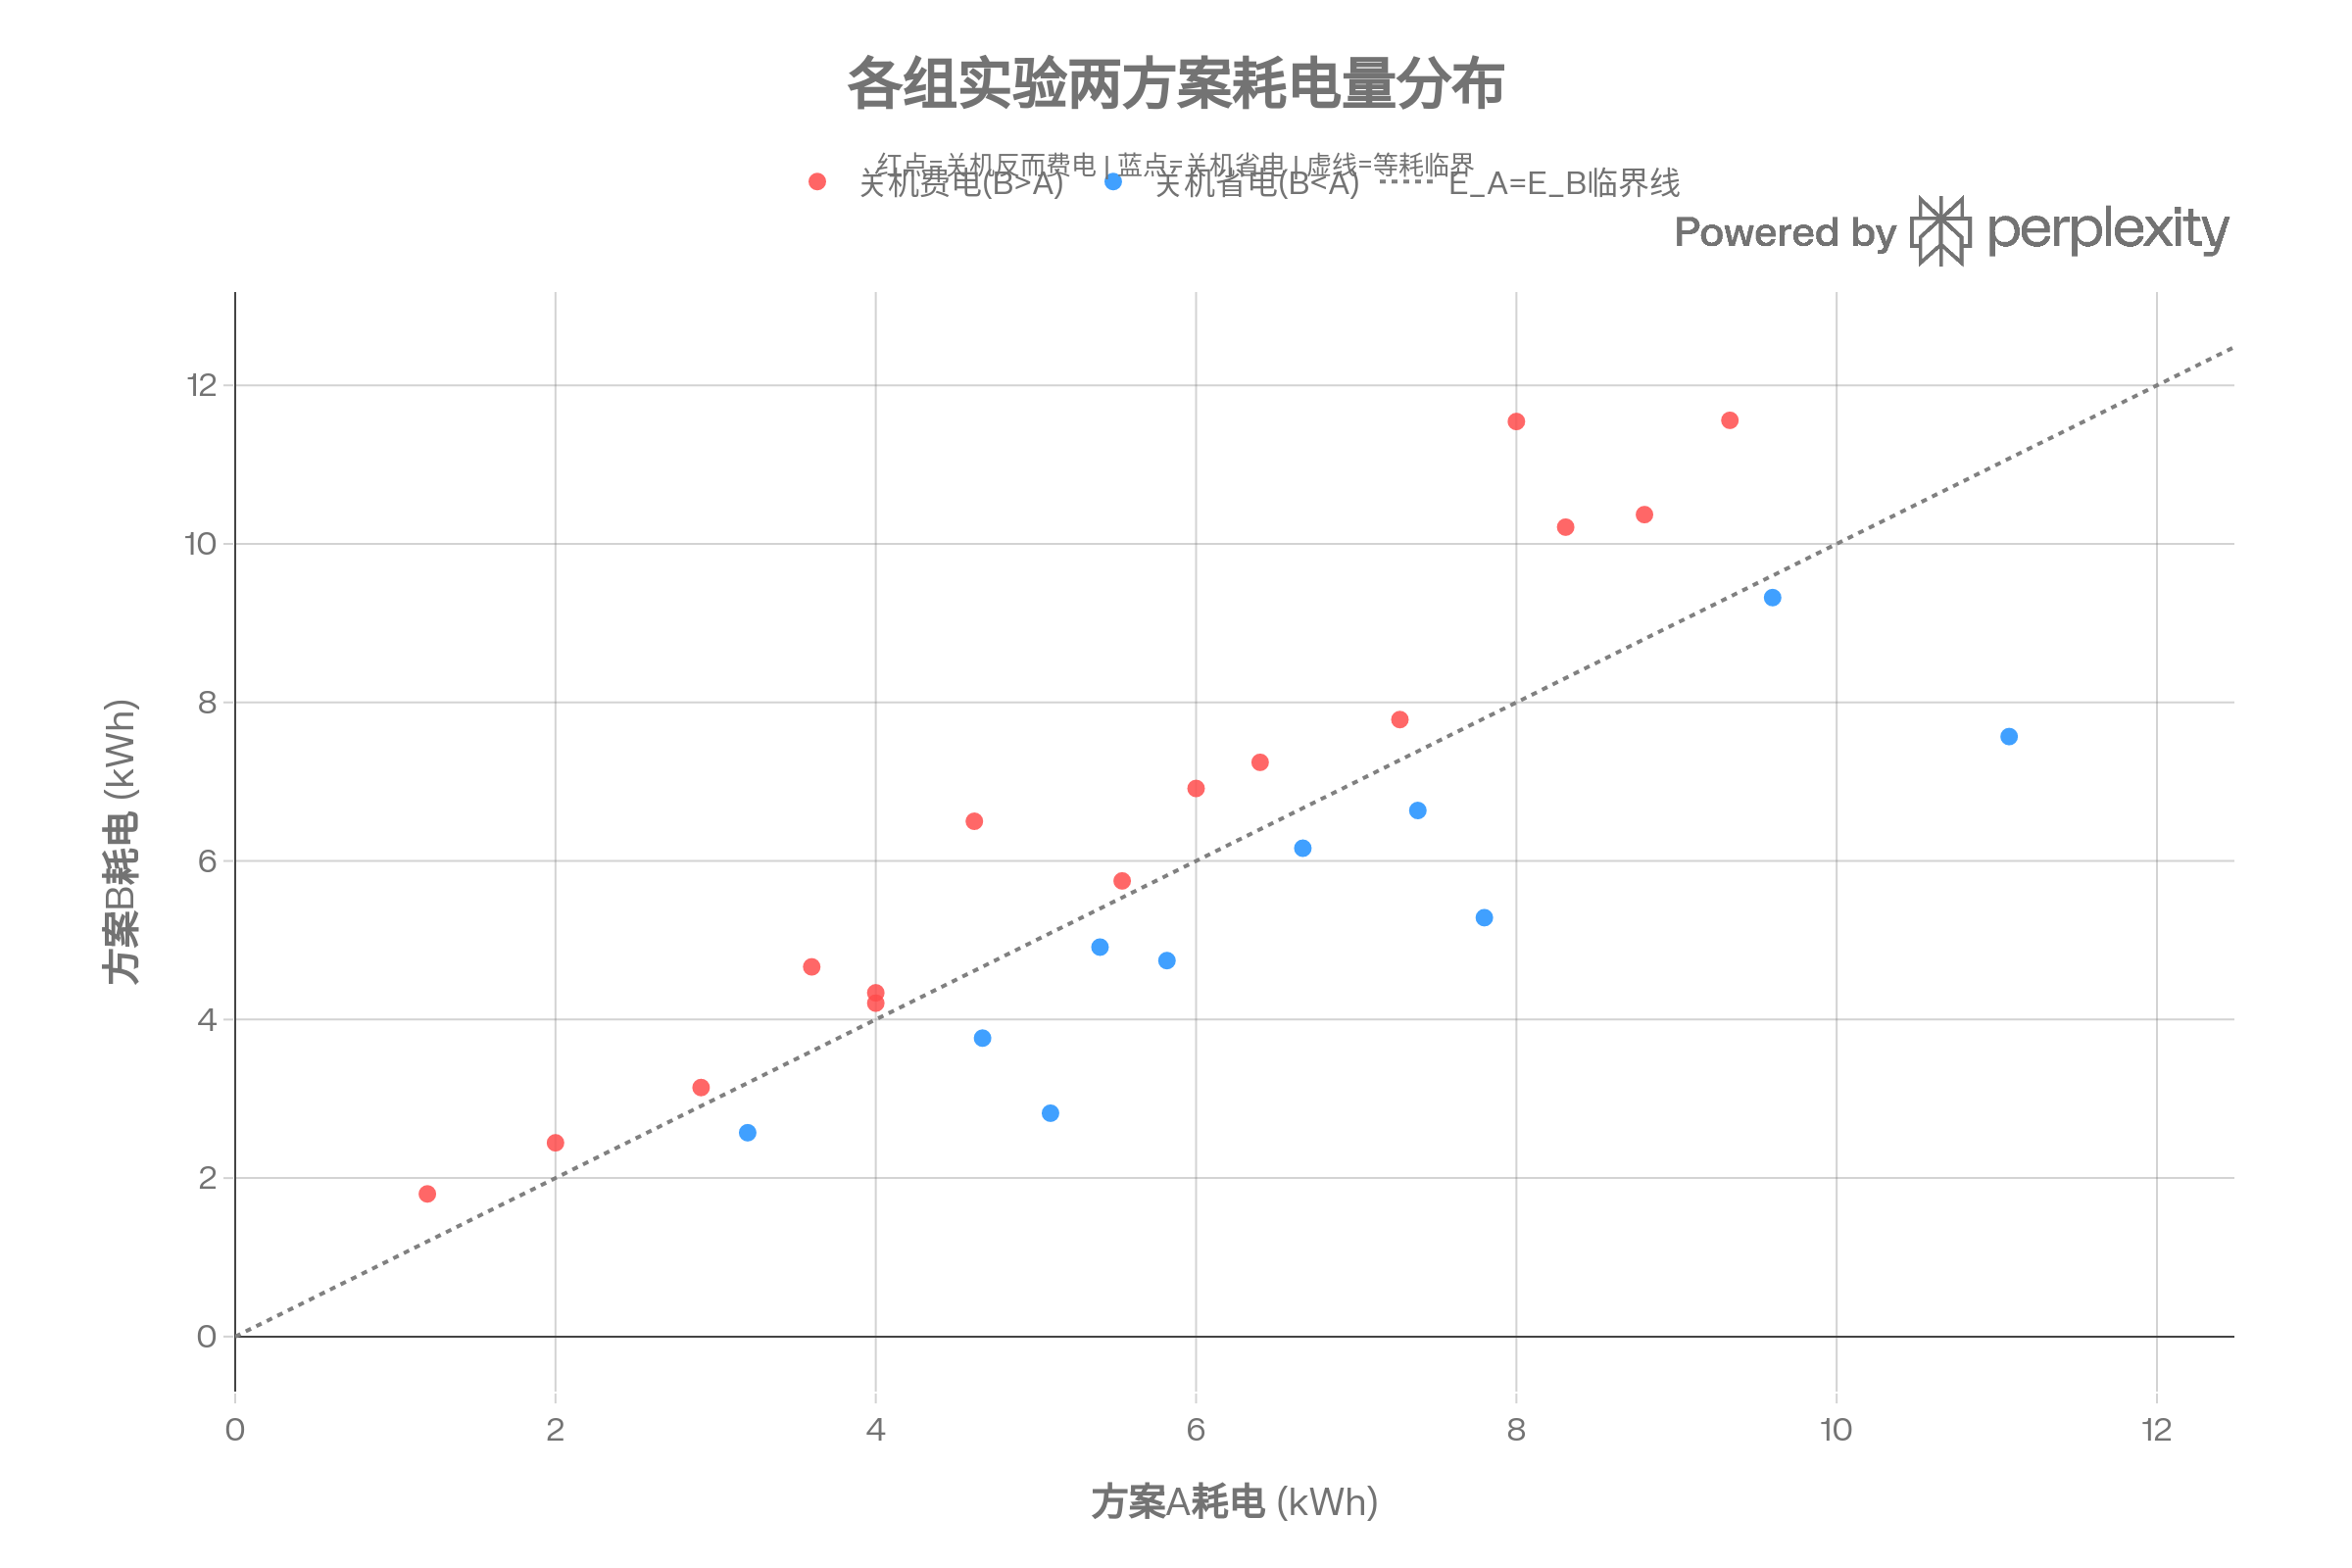 各组实验两方案耗电量分布
红点=关机反而费电 | 蓝点=关机省电 | 虚线=等耗临界
关机费电(B>A) 关机省电(B<A) E_A=E_B临界线
Powered by perplexity
12
10
8
6
4
2
0
方案B耗电 (kWh)
0 2 4 6 8 10 12
方案A耗电 (kWh)